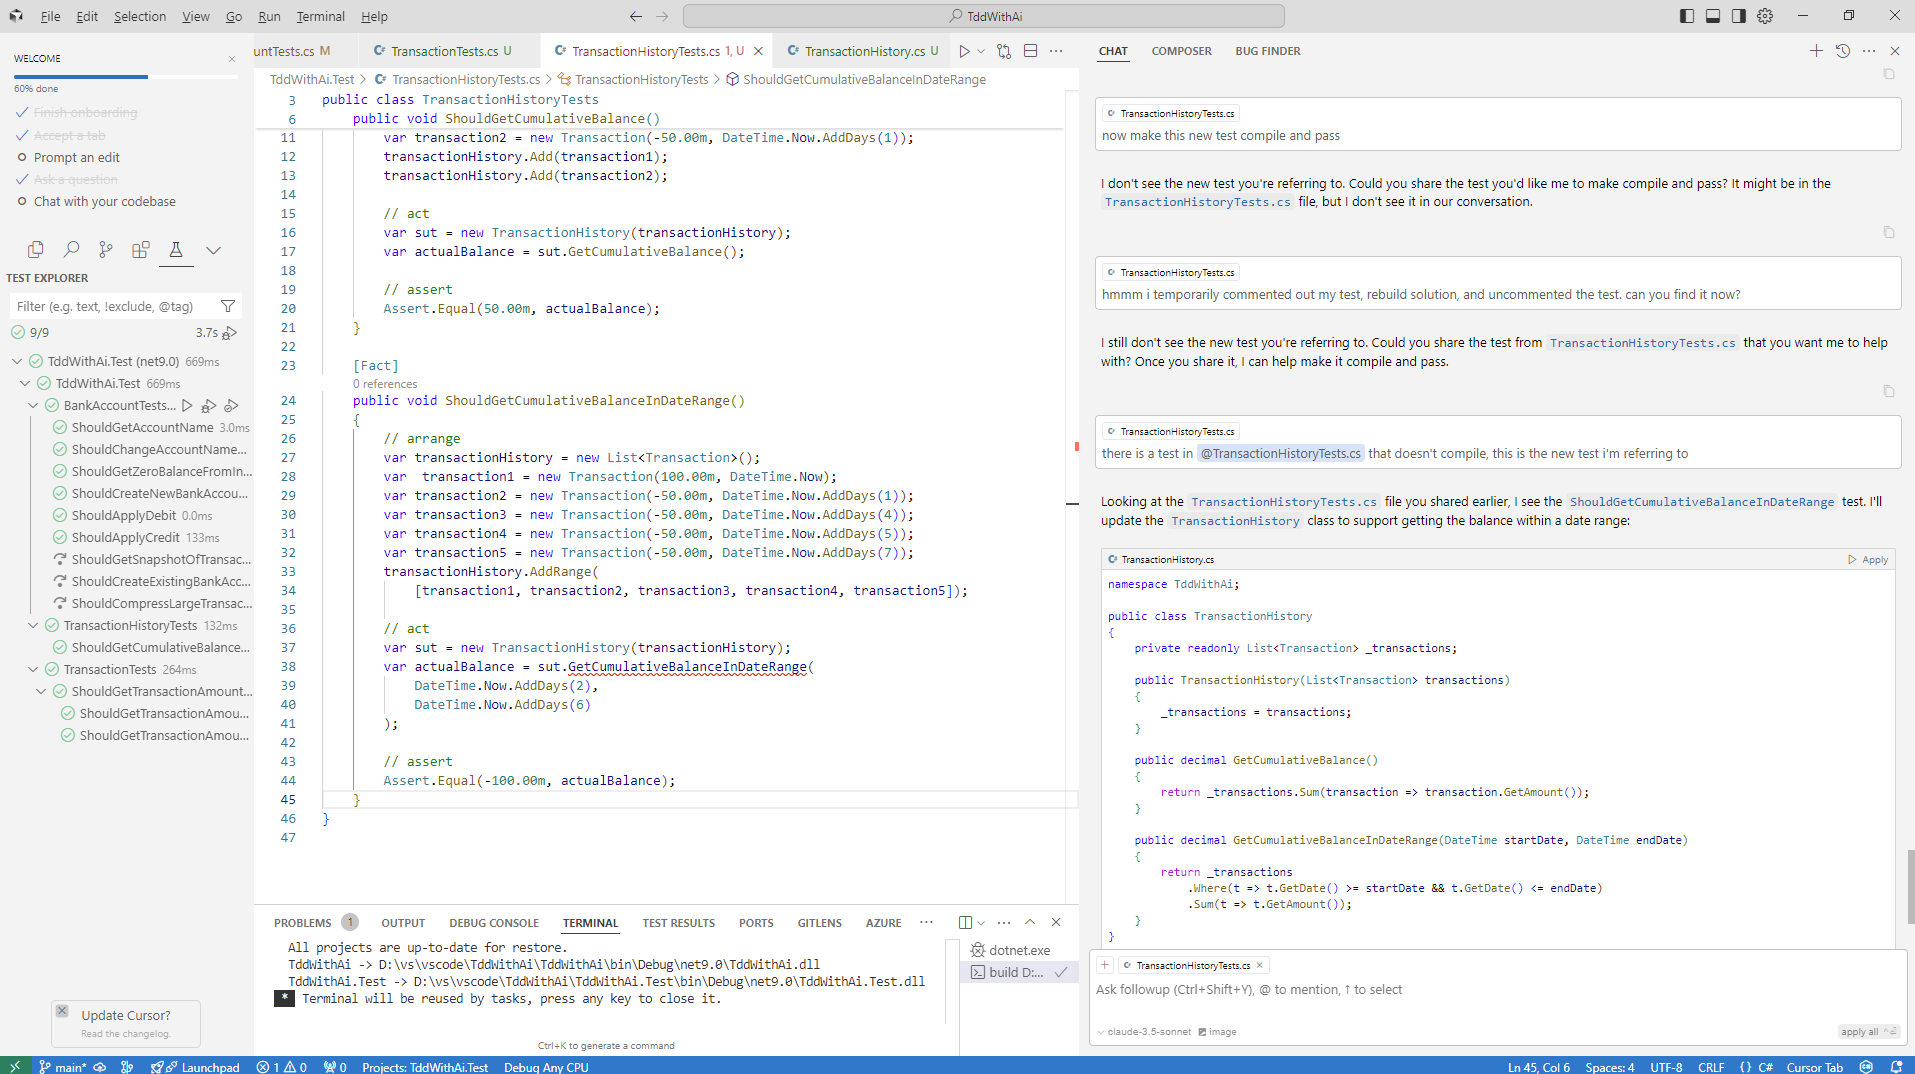 File Edit Selection View Go Run Terminal Help
TddWithAi
WELCOME
60% done
Finish onboarding
Accept a tab
Prompt an edit
Ask a question
Chat with your codebase
TEST EXPLORER
Filter (e.g. text, !exclude, @tag)
9/9 3.7s
TddWithAi.Test (net9.0) 669ms
TddWithAi.Test 669ms
BankAccountTests...
ShouldGetAccountName 3.0ms
ShouldChangeAccountName...
ShouldGetZeroBalanceFromIn...
ShouldCreateNewBankAccou...
ShouldApplyDebit 0.0ms
ShouldApplyCredit 133ms
ShouldGetSnapshotOfTransac...
ShouldCreateExistingBankAcc...
ShouldCompressLargeTransac...
TransactionHistoryTests 132ms
ShouldGetCumulativeBalance...
TransactionTests 264ms
ShouldGetTransactionAmount...
ShouldGetTransactionAmou...
ShouldGetTransactionAmou...
Update Cursor?
Read the changelog.
untTests.cs M TransactionTests.cs U TransactionHistoryTests.cs 1, U TransactionHistory.cs U
TddWithAi.Test > TransactionHistoryTests.cs > TransactionHistoryTests > ShouldGetCumulativeBalanceInDateRange
3 public class TransactionHistoryTests
6 public void ShouldGetCumulativeBalance()
11 var transaction2 = new Transaction(-50.00m, DateTime.Now.AddDays(1));
12 transactionHistory.Add(transaction1);
13 transactionHistory.Add(transaction2);
14
15 // act
16 var sut = new TransactionHistory(transactionHistory);
17 var actualBalance = sut.GetCumulativeBalance();
18
19 // assert
20 Assert.Equal(50.00m, actualBalance);
21 }
22
23 [Fact]
0 references
24 public void ShouldGetCumulativeBalanceInDateRange()
25 {
26 // arrange
27 var transactionHistory = new List<Transaction>();
28 var  transaction1 = new Transaction(100.00m, DateTime.Now);
29 var transaction2 = new Transaction(-50.00m, DateTime.Now.AddDays(1));
30 var transaction3 = new Transaction(-50.00m, DateTime.Now.AddDays(4));
31 var transaction4 = new Transaction(-50.00m, DateTime.Now.AddDays(5));
32 var transaction5 = new Transaction(-50.00m, DateTime.Now.AddDays(7));
33 transactionHistory.AddRange(
34 [transaction1, transaction2, transaction3, transaction4, transaction5]);
35
36 // act
37 var sut = new TransactionHistory(transactionHistory);
38 var actualBalance = sut.GetCumulativeBalanceInDateRange(
39 DateTime.Now.AddDays(2),
40 DateTime.Now.AddDays(6)
41 );
42
43 // assert
44 Assert.Equal(-100.00m, actualBalance);
45 }
46 }
47
PROBLEMS 1 OUTPUT DEBUG CONSOLE TERMINAL TEST RESULTS PORTS GITLENS AZURE
All projects are up-to-date for restore.
TddWithAi -> D:\vs\vscode\TddWithAi\TddWithAi\bin\Debug\net9.0\TddWithAi.dll
TddWithAi.Test -> D:\vs\vscode\TddWithAi\TddWithAi.Test\bin\Debug\net9.0\TddWithAi.Test.dll
* Terminal will be reused by tasks, press any key to close it.
Ctrl+K to generate a command
dotnet.exe
build D:...
CHAT COMPOSER BUG FINDER
TransactionHistoryTests.cs
now make this new test compile and pass
I don't see the new test you're referring to. Could you share the test you'd like me to make compile and pass? It might be in the
TransactionHistoryTests.cs file, but I don't see it in our conversation.
TransactionHistoryTests.cs
hmmm i temporarily commented out my test, rebuild solution, and uncommented the test. can you find it now?
I still don't see the new test you're referring to. Could you share the test from TransactionHistoryTests.cs that you want me to help
with? Once you share it, I can help make it compile and pass.
TransactionHistoryTests.cs
there is a test in @TransactionHistoryTests.cs that doesn't compile, this is the new test i'm referring to
Looking at the TransactionHistoryTests.cs file you shared earlier, I see the ShouldGetCumulativeBalanceInDateRange test. I'll
update the TransactionHistory class to support getting the balance within a date range:
TransactionHistory.cs Apply
namespace TddWithAi;
public class TransactionHistory
{
private readonly List<Transaction> _transactions;
public TransactionHistory(List<Transaction> transactions)
{
_transactions = transactions;
}
public decimal GetCumulativeBalance()
{
return _transactions.Sum(transaction => transaction.GetAmount());
}
public decimal GetCumulativeBalanceInDateRange(DateTime startDate, DateTime endDate)
{
return _transactions
.Where(t => t.GetDate() >= startDate && t.GetDate() <= endDate)
.Sum(t => t.GetAmount());
}
}
TransactionHistoryTests.cs
Ask followup (Ctrl+Shift+Y), @ to mention, ↑ to select
claude-3.5-sonnet image apply all
main* Launchpad 1 0 0 Projects: TddWithAi.Test Debug Any CPU Ln 45, Col 6 Spaces: 4 UTF-8 CRLF {} C# Cursor Tab